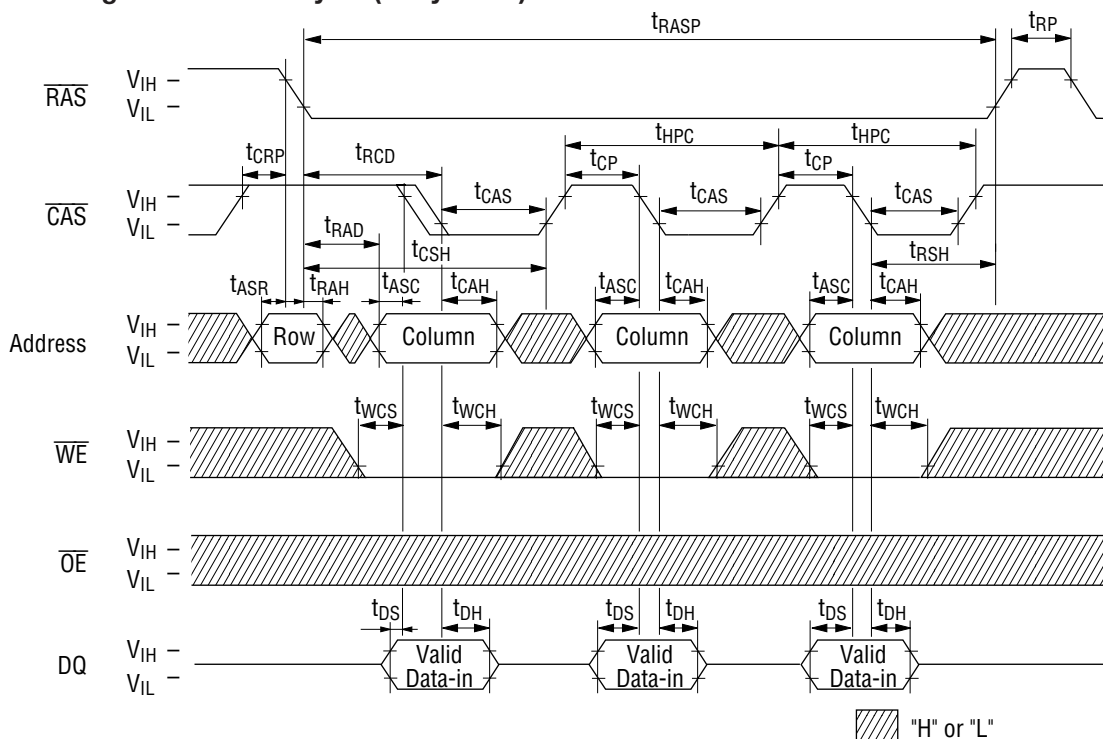 tRASP tRP
RAS VIH VIL
tCRP tRCD tHPC tHPC
tCP tCP
CAS VIH VIL
tCAS tCAS tCAS
tRAD tCSH tRSH
tASR tRAH tASC tCAH tASC tCAH tASC tCAH
Address VIH VIL
Row Column Column Column
tWCS tWCH tWCS tWCH tWCS tWCH
WE VIH VIL
OE VIH VIL
tDS tDH tDS tDH tDS tDH
DQ VIH VIL
Valid Data-in Valid Data-in Valid Data-in
"H" or "L"